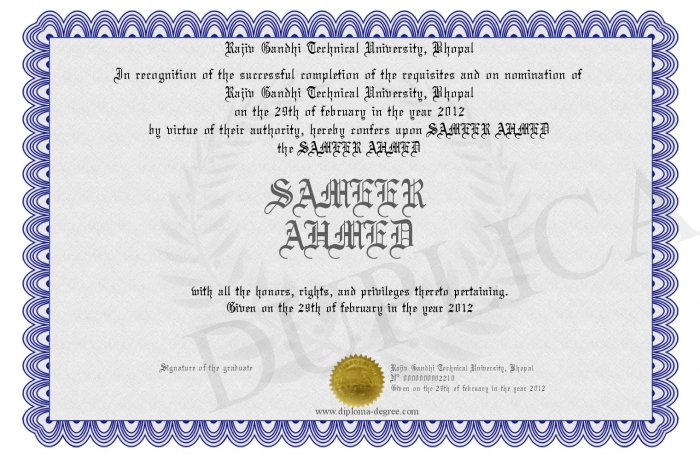 Rajiv Gandhi Technical University, Bhopal
In recognition of the successful completion of the requisites and on nomination of
Rajiv Gandhi Technical University, Bhopal
on the 29th of february in the year 2012
by virtue of their authority, hereby confers upon SAMEER AHMED
the SAMEER AHMED
SAMEER
AHMED
DUPLICA
with all the honors, rights, and privileges thereto pertaining.
Given on the 29th of february in the year 2012
Signature of the graduate
Rajiv Gandhi Technical University, Bhopal
Nº 0000000002210
Given on the 29th of february in the year 2012
www.diploma-degree.com